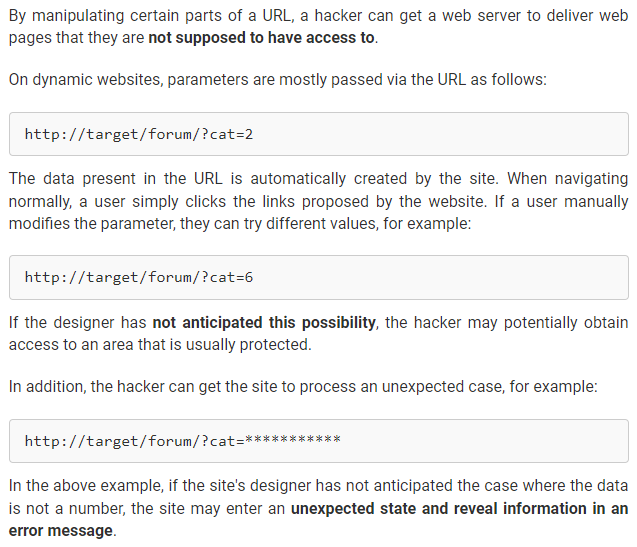 By manipulating certain parts of a URL, a hacker can get a web server to deliver web
pages that they are not supposed to have access to.
On dynamic websites, parameters are mostly passed via the URL as follows:
http://target/forum/?cat=2
The data present in the URL is automatically created by the site. When navigating
normally, a user simply clicks the links proposed by the website. If a user manually
modifies the parameter, they can try different values, for example:
http://target/forum/?cat=6
If the designer has not anticipated this possibility, the hacker may potentially obtain
access to an area that is usually protected.
In addition, the hacker can get the site to process an unexpected case, for example:
http://target/forum/?cat=***********
In the above example, if the site's designer has not anticipated the case where the data
is not a number, the site may enter an unexpected state and reveal information in an
error message.